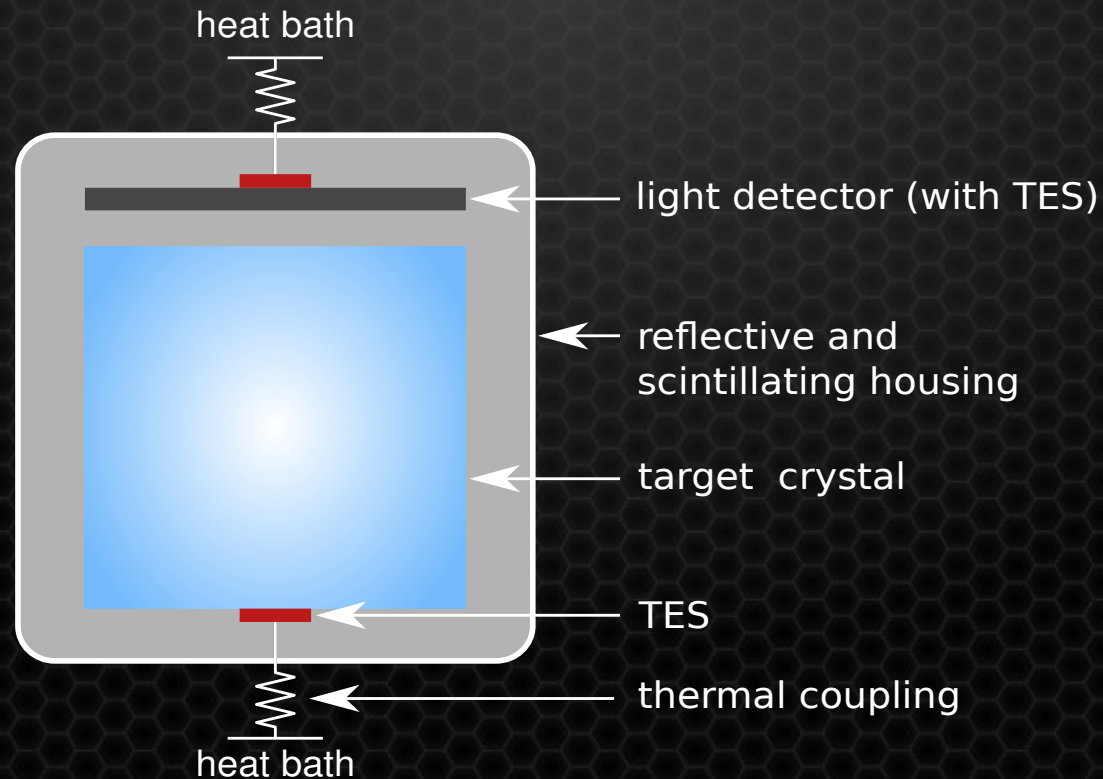 heat bath
light detector (with TES)
reflective and
scintillating housing
target crystal
TES
thermal coupling
heat bath